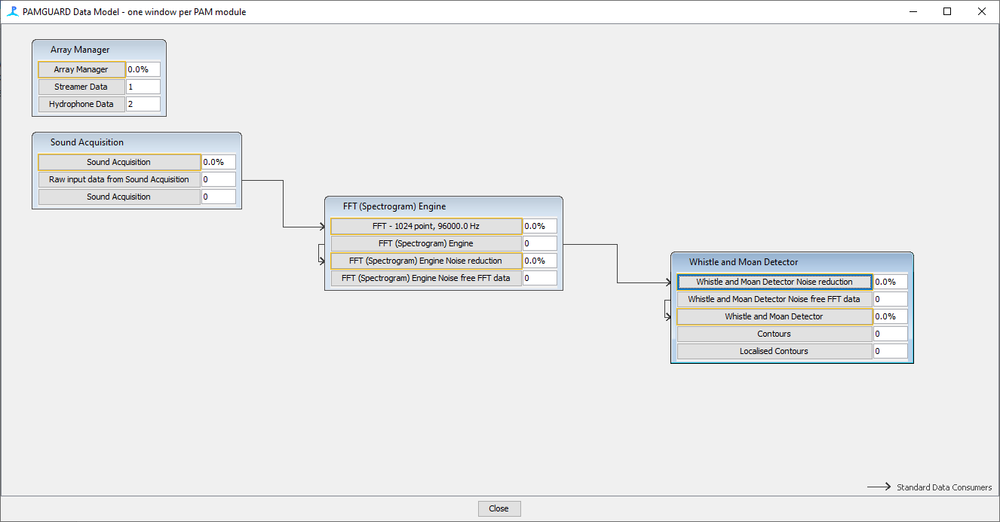 PAMGUARD Data Model - one window per PAM module
Array Manager
Array Manager 0.0%
Streamer Data 1
Hydrophone Data 2
Sound Acquisition
Sound Acquisition 0.0%
Raw input data from Sound Acquisition 0
Sound Acquisition 0
FFT (Spectrogram) Engine
FFT - 1024 point, 96000.0 Hz 0.0%
FFT (Spectrogram) Engine 0
FFT (Spectrogram) Engine Noise reduction 0.0%
FFT (Spectrogram) Engine Noise free FFT data 0
Whistle and Moan Detector
Whistle and Moan Detector Noise reduction 0.0%
Whistle and Moan Detector Noise free FFT data 0
Whistle and Moan Detector 0.0%
Contours 0
Localised Contours 0
Standard Data Consumers
Close